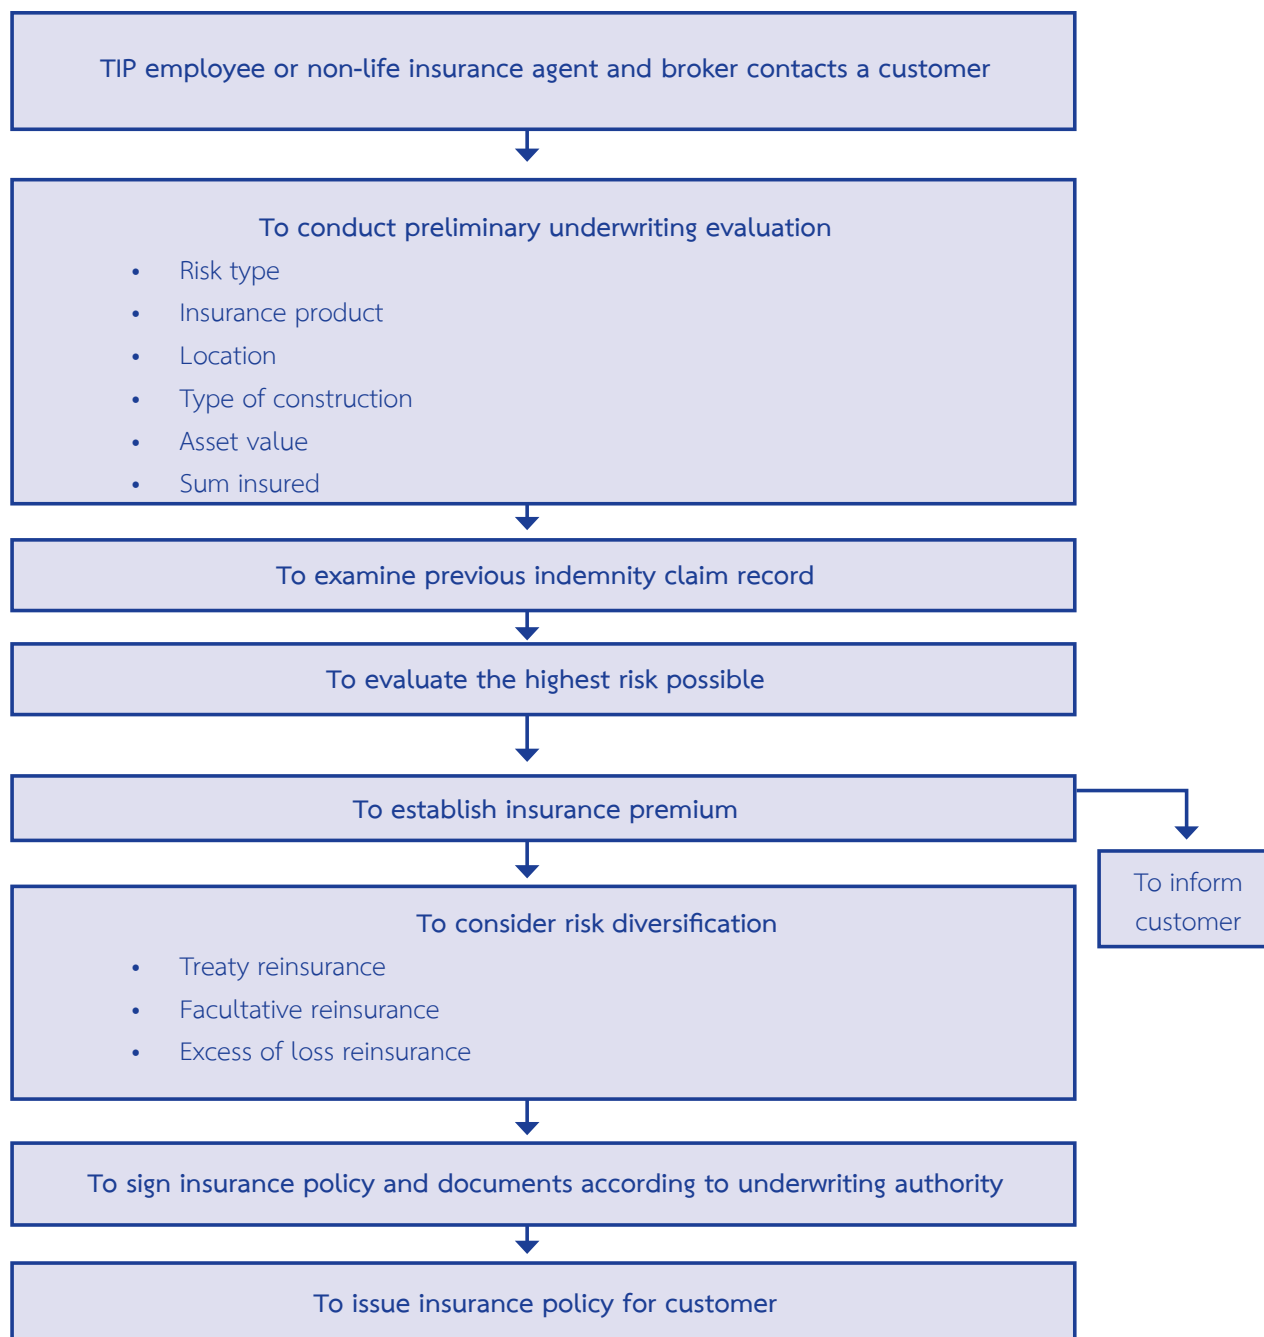 TIP employee or non-life insurance agent and broker contacts a customer
To conduct preliminary underwriting evaluation
• Risk type
• Insurance product
• Location
• Type of construction
• Asset value
• Sum insured
To examine previous indemnity claim record
To evaluate the highest risk possible
To establish insurance premium
To inform
customer
To consider risk diversification
• Treaty reinsurance
• Facultative reinsurance
• Excess of loss reinsurance
To sign insurance policy and documents according to underwriting authority
To issue insurance policy for customer